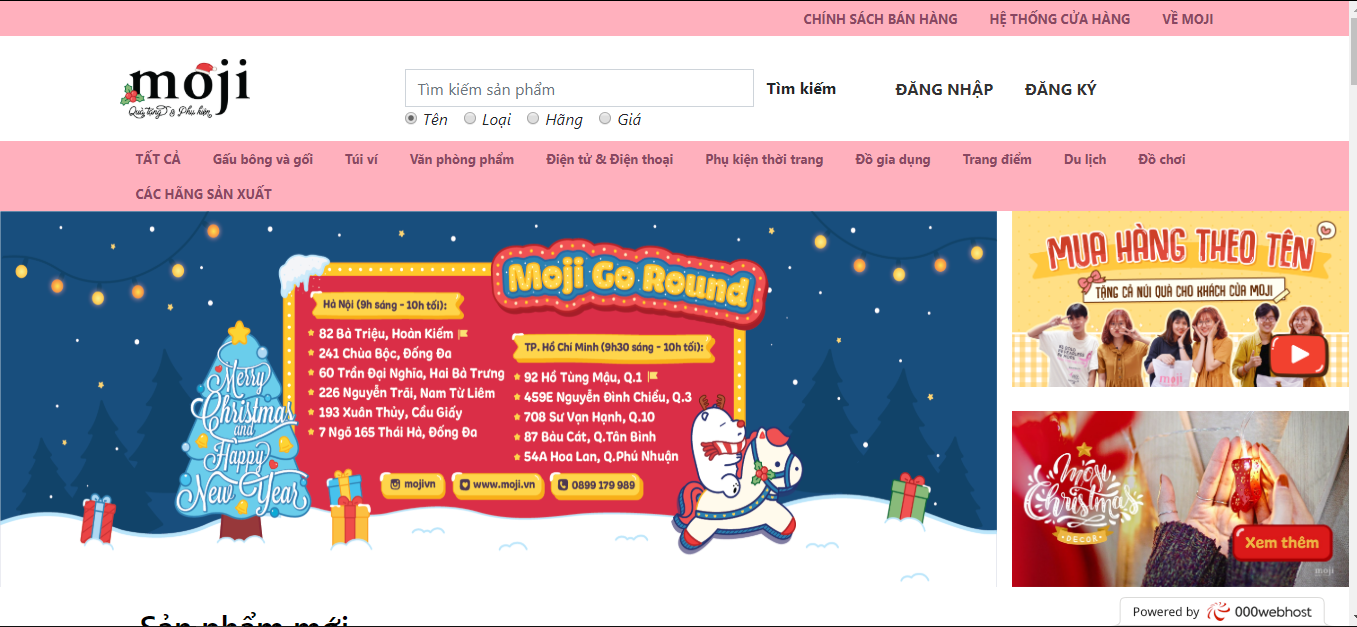 CHÍNH SÁCH BÁN HÀNG HỆ THỐNG CỬA HÀNG VỀ MOJI
moji
Quà tặng & Phụ kiện
Tìm kiếm sản phẩm Tìm kiếm ĐĂNG NHẬP ĐĂNG KÝ
Tên Loại Hãng Giá
TẤT CẢ Gấu bông và gối Túi ví Văn phòng phẩm Điện tử & Điện thoại Phụ kiện thời trang Đồ gia dụng Trang điểm Du lịch Đồ chơi
CÁC HÃNG SẢN XUẤT
Moji Go Round
Hà Nội (9h sáng - 10h tối):
82 Bà Triệu, Hoàn Kiếm
241 Chùa Bộc, Đống Đa
60 Trần Đại Nghĩa, Hai Bà Trưng
226 Nguyễn Trãi, Nam Từ Liêm
193 Xuân Thủy, Cầu Giấy
7 Ngõ 165 Thái Hà, Đống Đa
TP. Hồ Chí Minh (9h30 sáng - 10h tối):
92 Hồ Tùng Mậu, Q.1
459E Nguyễn Đình Chiểu, Q.3
708 Sư Vạn Hạnh, Q.10
87 Bàu Cát, Q.Tân Bình
54A Hoa Lan, Q.Phú Nhuận
mojivn www.moji.vn 0899 179 989
Merry
Christmas
and
Happy
New Year
MUA HÀNG THEO TÊN
TẶNG CẢ NÚI QUÀ CHO KHÁCH CỦA MOJI
moji
Merry
Christmas
DECOR
Xem thêm
moji
Sản phẩm mới
Powered by 000webhost